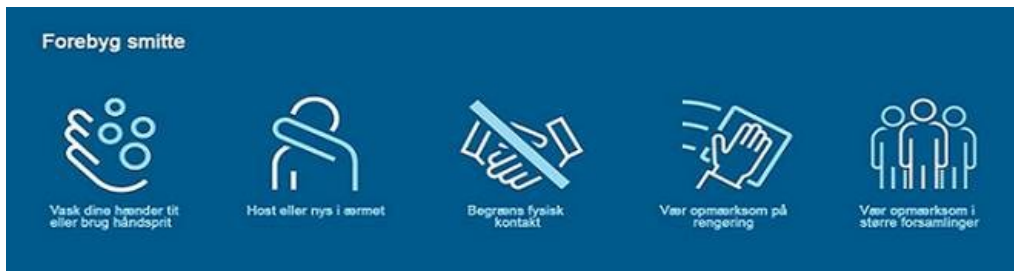 Forebyg smitte
Vask dine hænder tit
eller brug håndsprit
Host eller nys i ærmet
Begræns fysisk
kontakt
Vær opmærksom på
rengøring
Vær opmærksom i
større forsamlinger